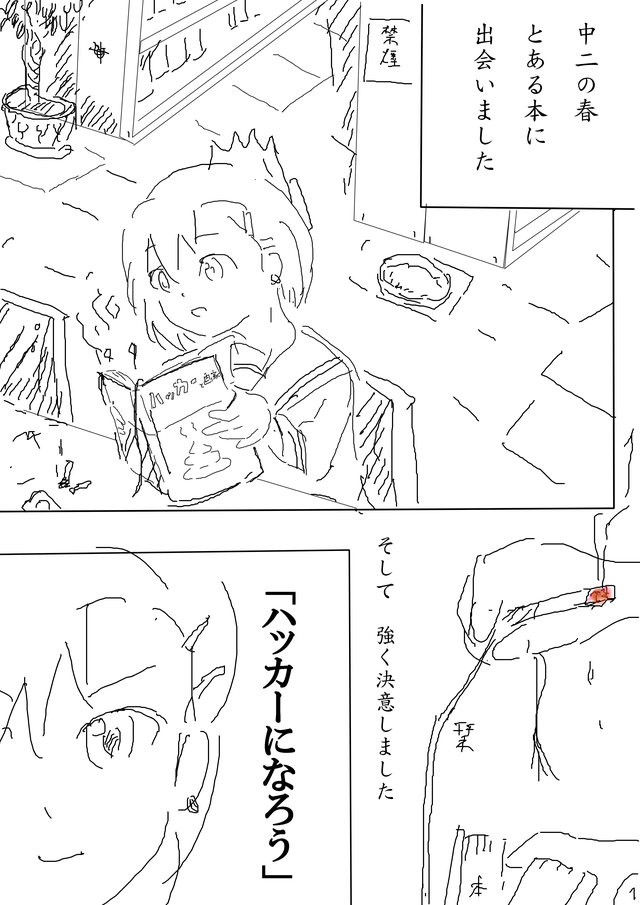 中二の春
とある本に
出会いました
禁煙
ハッカー
そして 強く決意しました
「ハッカーになろう」
本
1